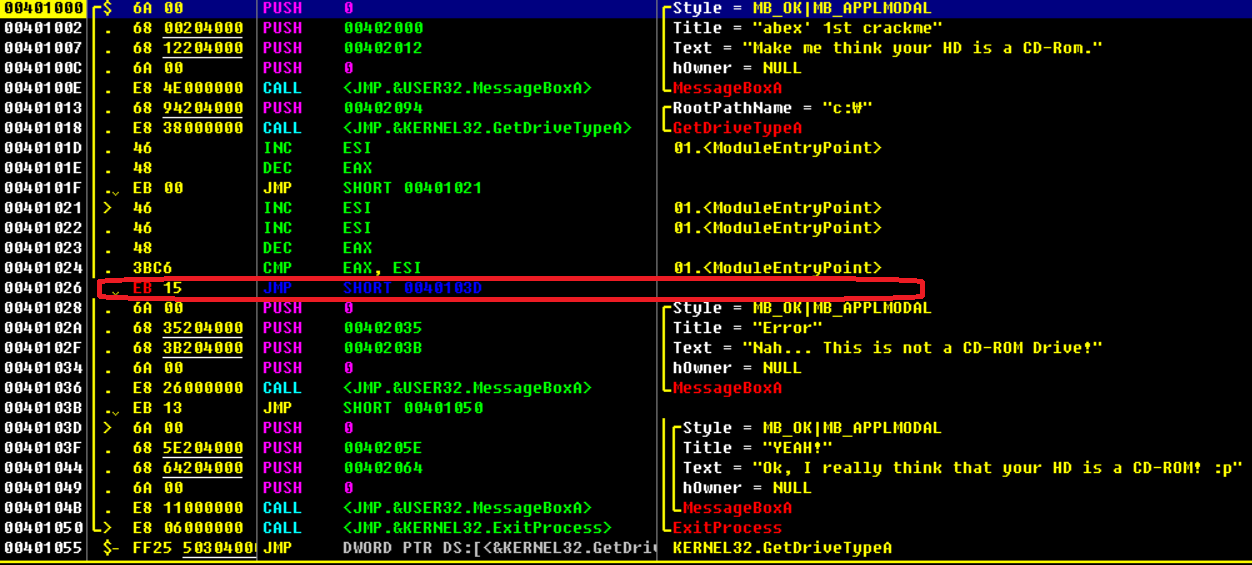 00401000 $ 6A 00 PUSH 0 Style = MB_OK|MB_APPLMODAL
00401002 . 68 00204000 PUSH 00402000 Title = "abex' 1st crackme"
00401007 . 68 12204000 PUSH 00402012 Text = "Make me think your HD is a CD-Rom."
0040100C . 6A 00 PUSH 0 hOwner = NULL
0040100E . E8 4E000000 CALL <JMP.&USER32.MessageBoxA> MessageBoxA
00401013 . 68 94204000 PUSH 00402094 RootPathName = "c:₩"
00401018 . E8 38000000 CALL <JMP.&KERNEL32.GetDriveTypeA> GetDriveTypeA
0040101D . 46 INC ESI 01.<ModuleEntryPoint>
0040101E . 48 DEC EAX
0040101F . EB 00 JMP SHORT 00401021
00401021 > 46 INC ESI 01.<ModuleEntryPoint>
00401022 . 46 INC ESI 01.<ModuleEntryPoint>
00401023 . 48 DEC EAX
00401024 . 3BC6 CMP EAX, ESI 01.<ModuleEntryPoint>
00401026 EB 15 JMP SHORT 0040103D
00401028 . 6A 00 PUSH 0 Style = MB_OK|MB_APPLMODAL
0040102A . 68 35204000 PUSH 00402035 Title = "Error"
0040102F . 68 3B204000 PUSH 0040203B Text = "Nah... This is not a CD-ROM Drive!"
00401034 . 6A 00 PUSH 0 hOwner = NULL
00401036 . E8 26000000 CALL <JMP.&USER32.MessageBoxA> MessageBoxA
0040103B . EB 13 JMP SHORT 00401050
0040103D > 6A 00 PUSH 0 Style = MB_OK|MB_APPLMODAL
0040103F . 68 5E204000 PUSH 0040205E Title = "YEAH!"
00401044 . 68 64204000 PUSH 00402064 Text = "Ok, I really think that your HD is a CD-ROM! :p"
00401049 . 6A 00 PUSH 0 hOwner = NULL
0040104B . E8 11000000 CALL <JMP.&USER32.MessageBoxA> MessageBoxA
00401050 > E8 06000000 CALL <JMP.&KERNEL32.ExitProcess> ExitProcess
00401055 $- FF25 5030400 JMP DWORD PTR DS:[<&KERNEL32.GetDri KERNEL32.GetDriveTypeA